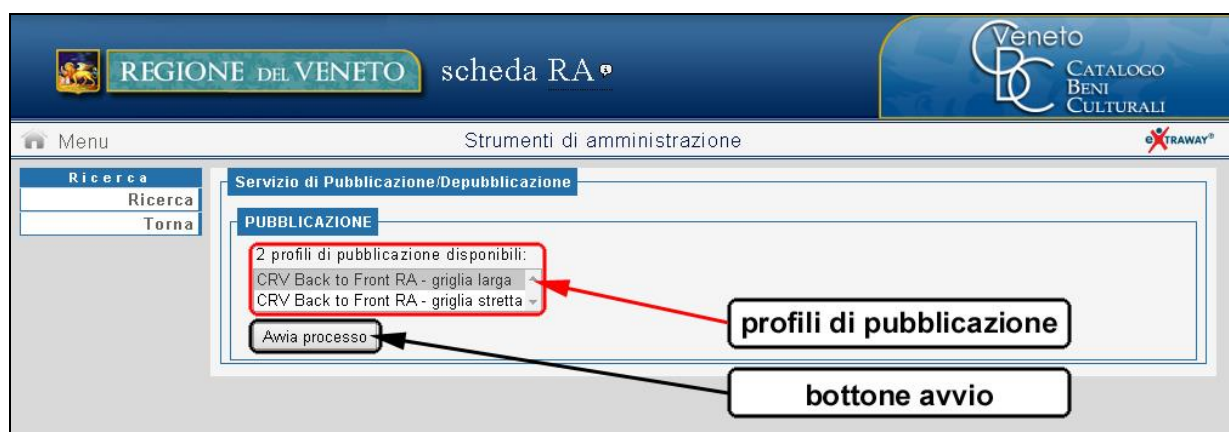 REGIONE DEL VENETO
scheda RA
Veneto
CBC
CATALOGO
BENI
CULTURALI
Menu
Strumenti di amministrazione
eXTRAWAY®
Ricerca
Ricerca
Torna
Servizio di Pubblicazione/Depubblicazione
PUBBLICAZIONE
2 profili di pubblicazione disponibili:
CRV Back to Front RA - griglia larga
CRV Back to Front RA - griglia stretta
Avvia processo
profili di pubblicazione
bottone avvio